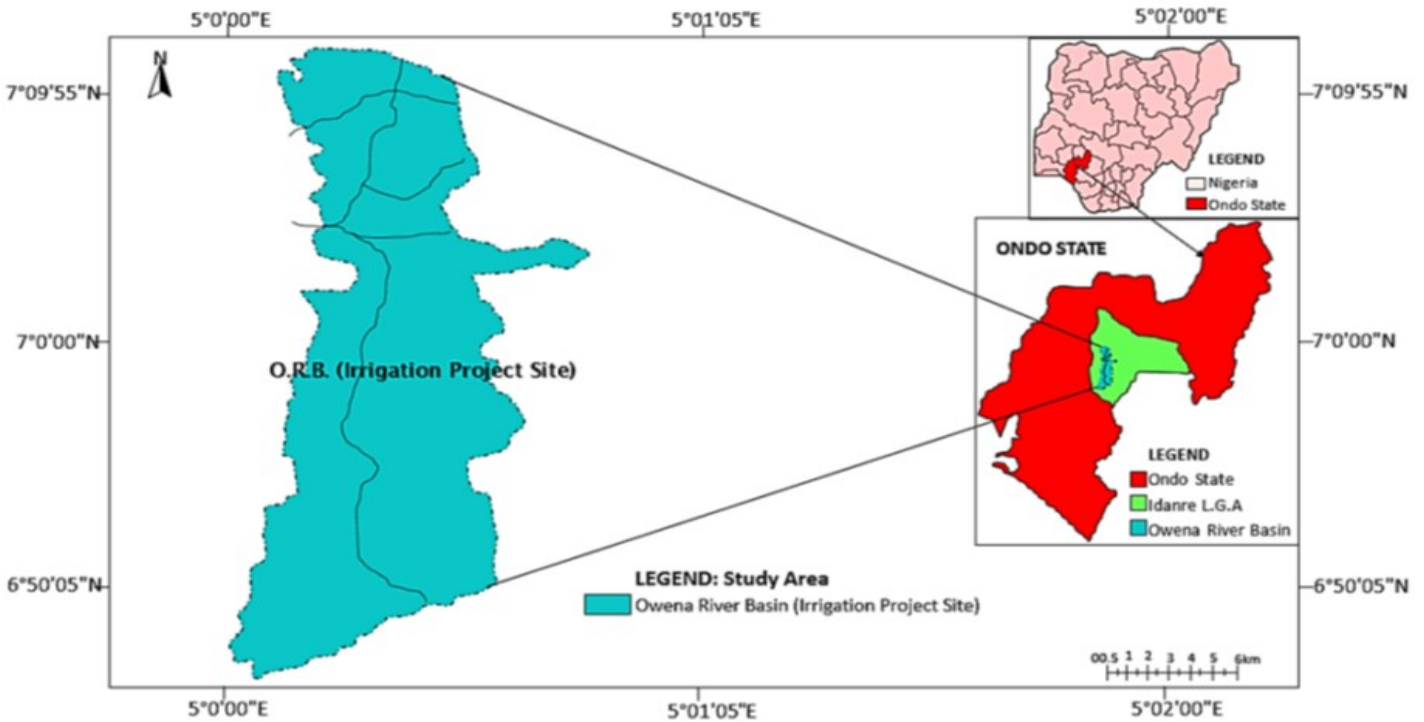 5°0'00"E 5°01'05"E 5°02'00"E
N
7°09'55"N 7°09'55"N
LEGEND
Nigeria
Ondo State
ONDO STATE
7°0'00"N 7°0'00"N
O.R.B. (Irrigation Project Site)
LEGEND
Ondo State
Idanre L.G.A
Owena River Basin
6°50'05"N 6°50'05"N
LEGEND: Study Area
Owena River Basin (Irrigation Project Site)
00.5 1 2 3 4 5 6km
5°0'00"E 5°01'05"E 5°02'00"E